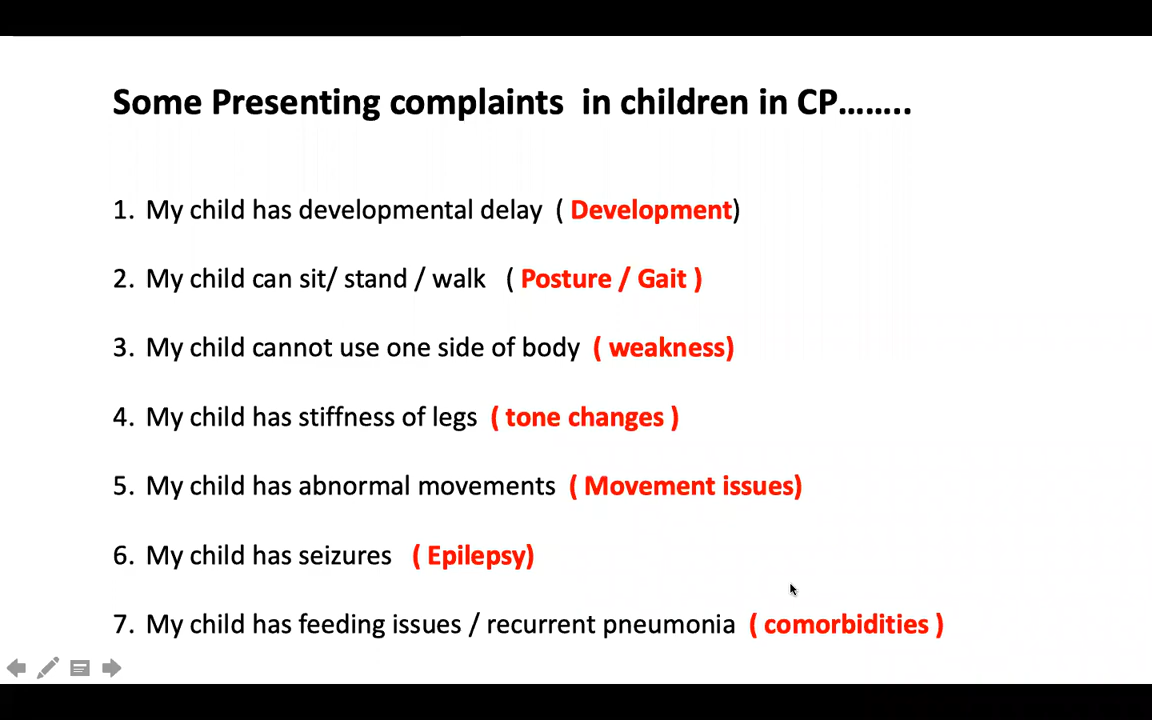 Some Presenting complaints in children in CP……..
1. My child has developmental delay ( Development)
2. My child can sit/ stand / walk ( Posture / Gait )
3. My child cannot use one side of body ( weakness)
4. My child has stiffness of legs ( tone changes )
5. My child has abnormal movements ( Movement issues)
6. My child has seizures ( Epilepsy)
7. My child has feeding issues / recurrent pneumonia ( comorbidities )